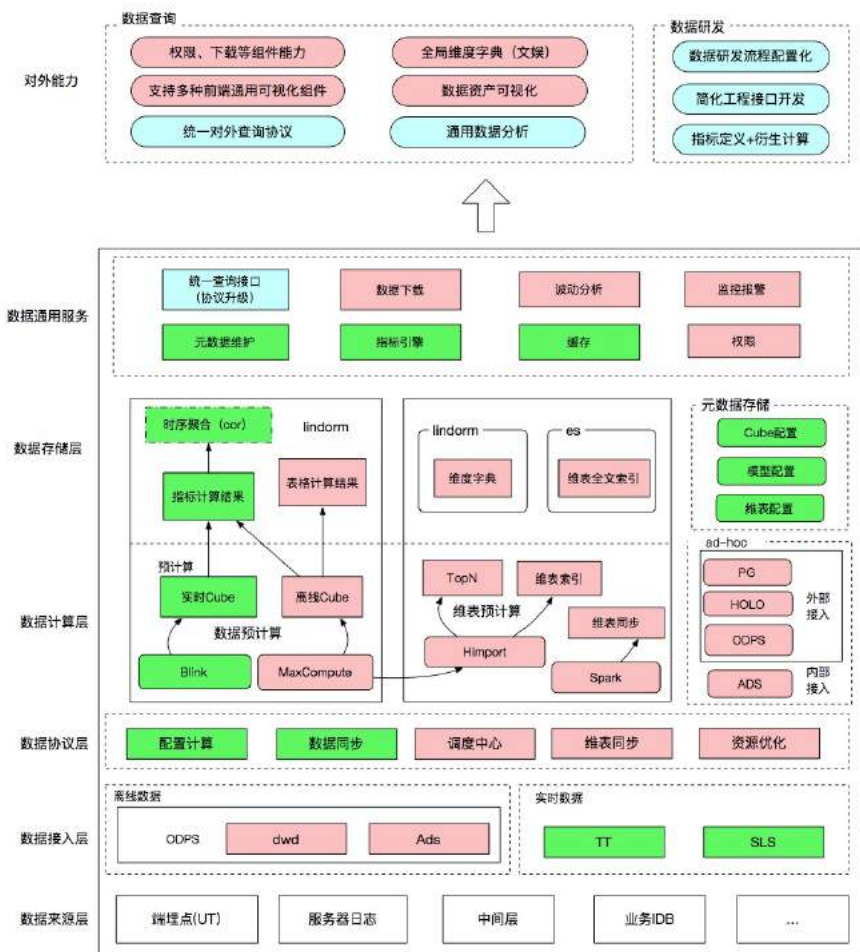 数据查询
数据研发
对外能力
权限、下载等组件能力
全局维度字典（文娱）
支持多种前端通用可视化组件
数据资产可视化
统一对外查询协议
通用数据分析
数据研发流程配置化
简化工程接口开发
指标定义+衍生计算
数据通用服务
统一查询接口
(协议升级)
数据下载
波动分析
监控报警
元数据维护
指标引擎
缓存
权限
数据存储层
时序聚合（cor）
lindorm
指标计算结果
表格计算结果
lindorm
维度字典
es
维表全文索引
元数据存储
Cube配置
模型配置
维表配置
数据计算层
预计算
实时Cube
离线Cube
数据预计算
Blink
MaxCompute
TopN
维表索引
维表预计算
Himport
维表同步
Spark
ad-hoc
PG
HOLO
ODPS
外部
接入
ADS
内部
接入
数据协议层
配置计算
数据同步
调度中心
维表同步
资源优化
数据接入层
离线数据
ODPS
dwd
Ads
实时数据
TT
SLS
数据来源层
端埋点(UT)
服务器日志
中间层
业务IDB
...